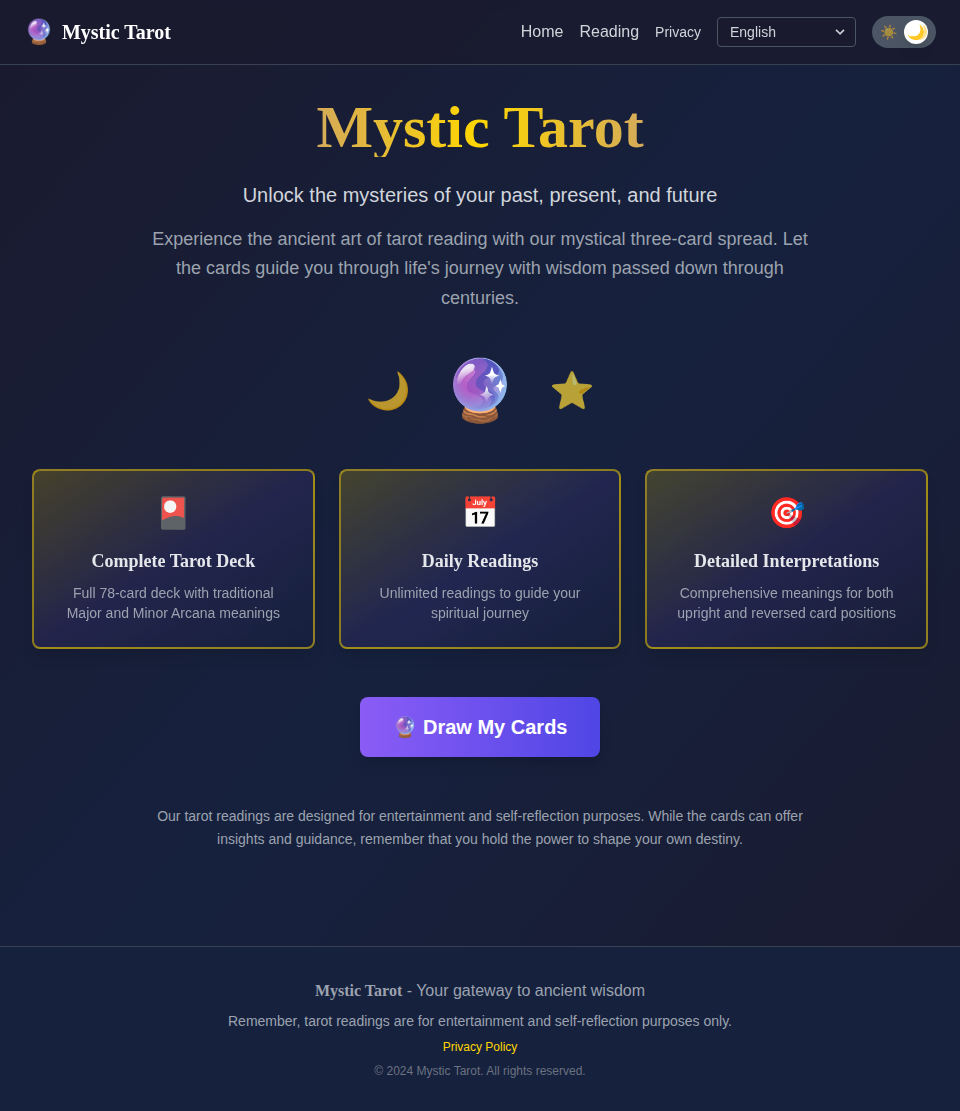 Mystic Tarot
Home Reading Privacy English
Mystic Tarot
Unlock the mysteries of your past, present, and future
Experience the ancient art of tarot reading with our mystical three-card spread. Let
the cards guide you through life's journey with wisdom passed down through
centuries.
July
17
Complete Tarot Deck
Full 78-card deck with traditional
Major and Minor Arcana meanings
Daily Readings
Unlimited readings to guide your
spiritual journey
Detailed Interpretations
Comprehensive meanings for both
upright and reversed card positions
Draw My Cards
Our tarot readings are designed for entertainment and self-reflection purposes. While the cards can offer
insights and guidance, remember that you hold the power to shape your own destiny.
Mystic Tarot - Your gateway to ancient wisdom
Remember, tarot readings are for entertainment and self-reflection purposes only.
Privacy Policy
© 2024 Mystic Tarot. All rights reserved.